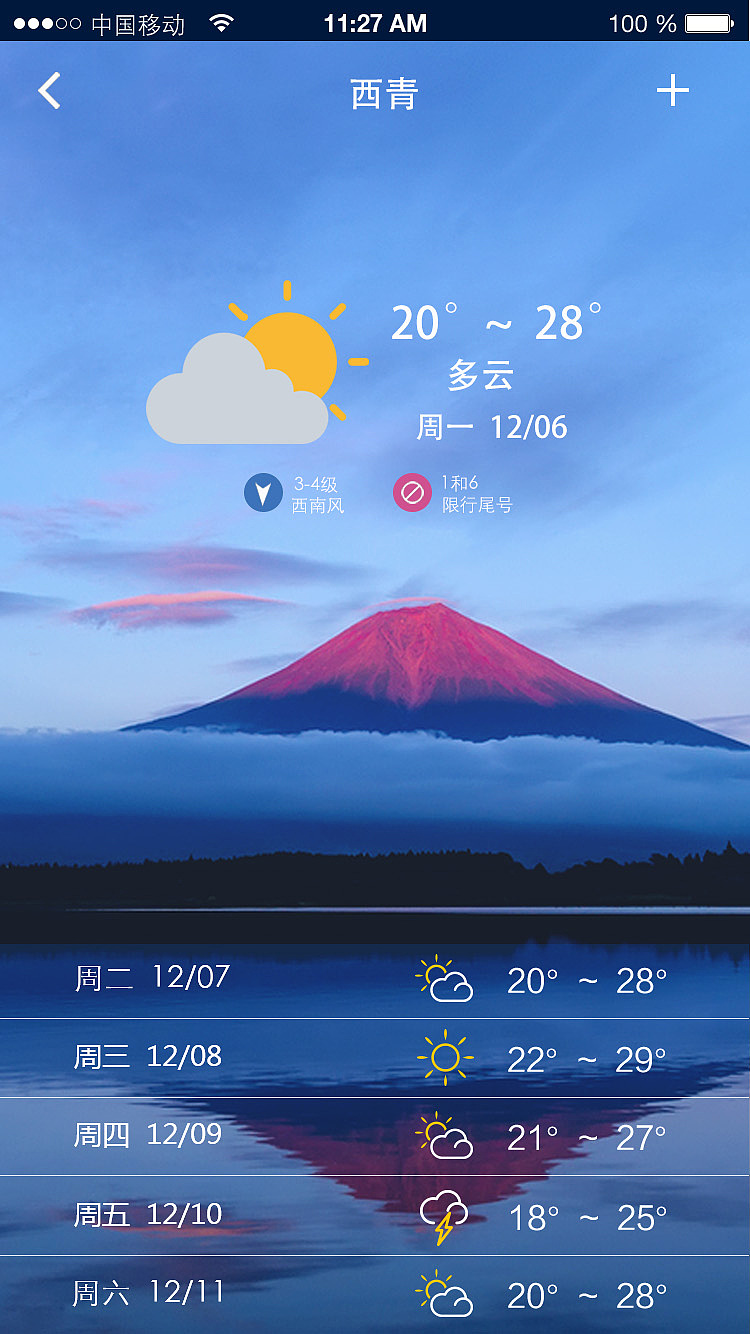 中国移动 11:27 AM 100 %
西青
20° ~ 28°
多云
周一 12/06
3-4级
西南风
1和6
限行尾号
周二 12/07 20° ~ 28°
周三 12/08 22° ~ 29°
周四 12/09 21° ~ 27°
周五 12/10 18° ~ 25°
周六 12/11 20° ~ 28°